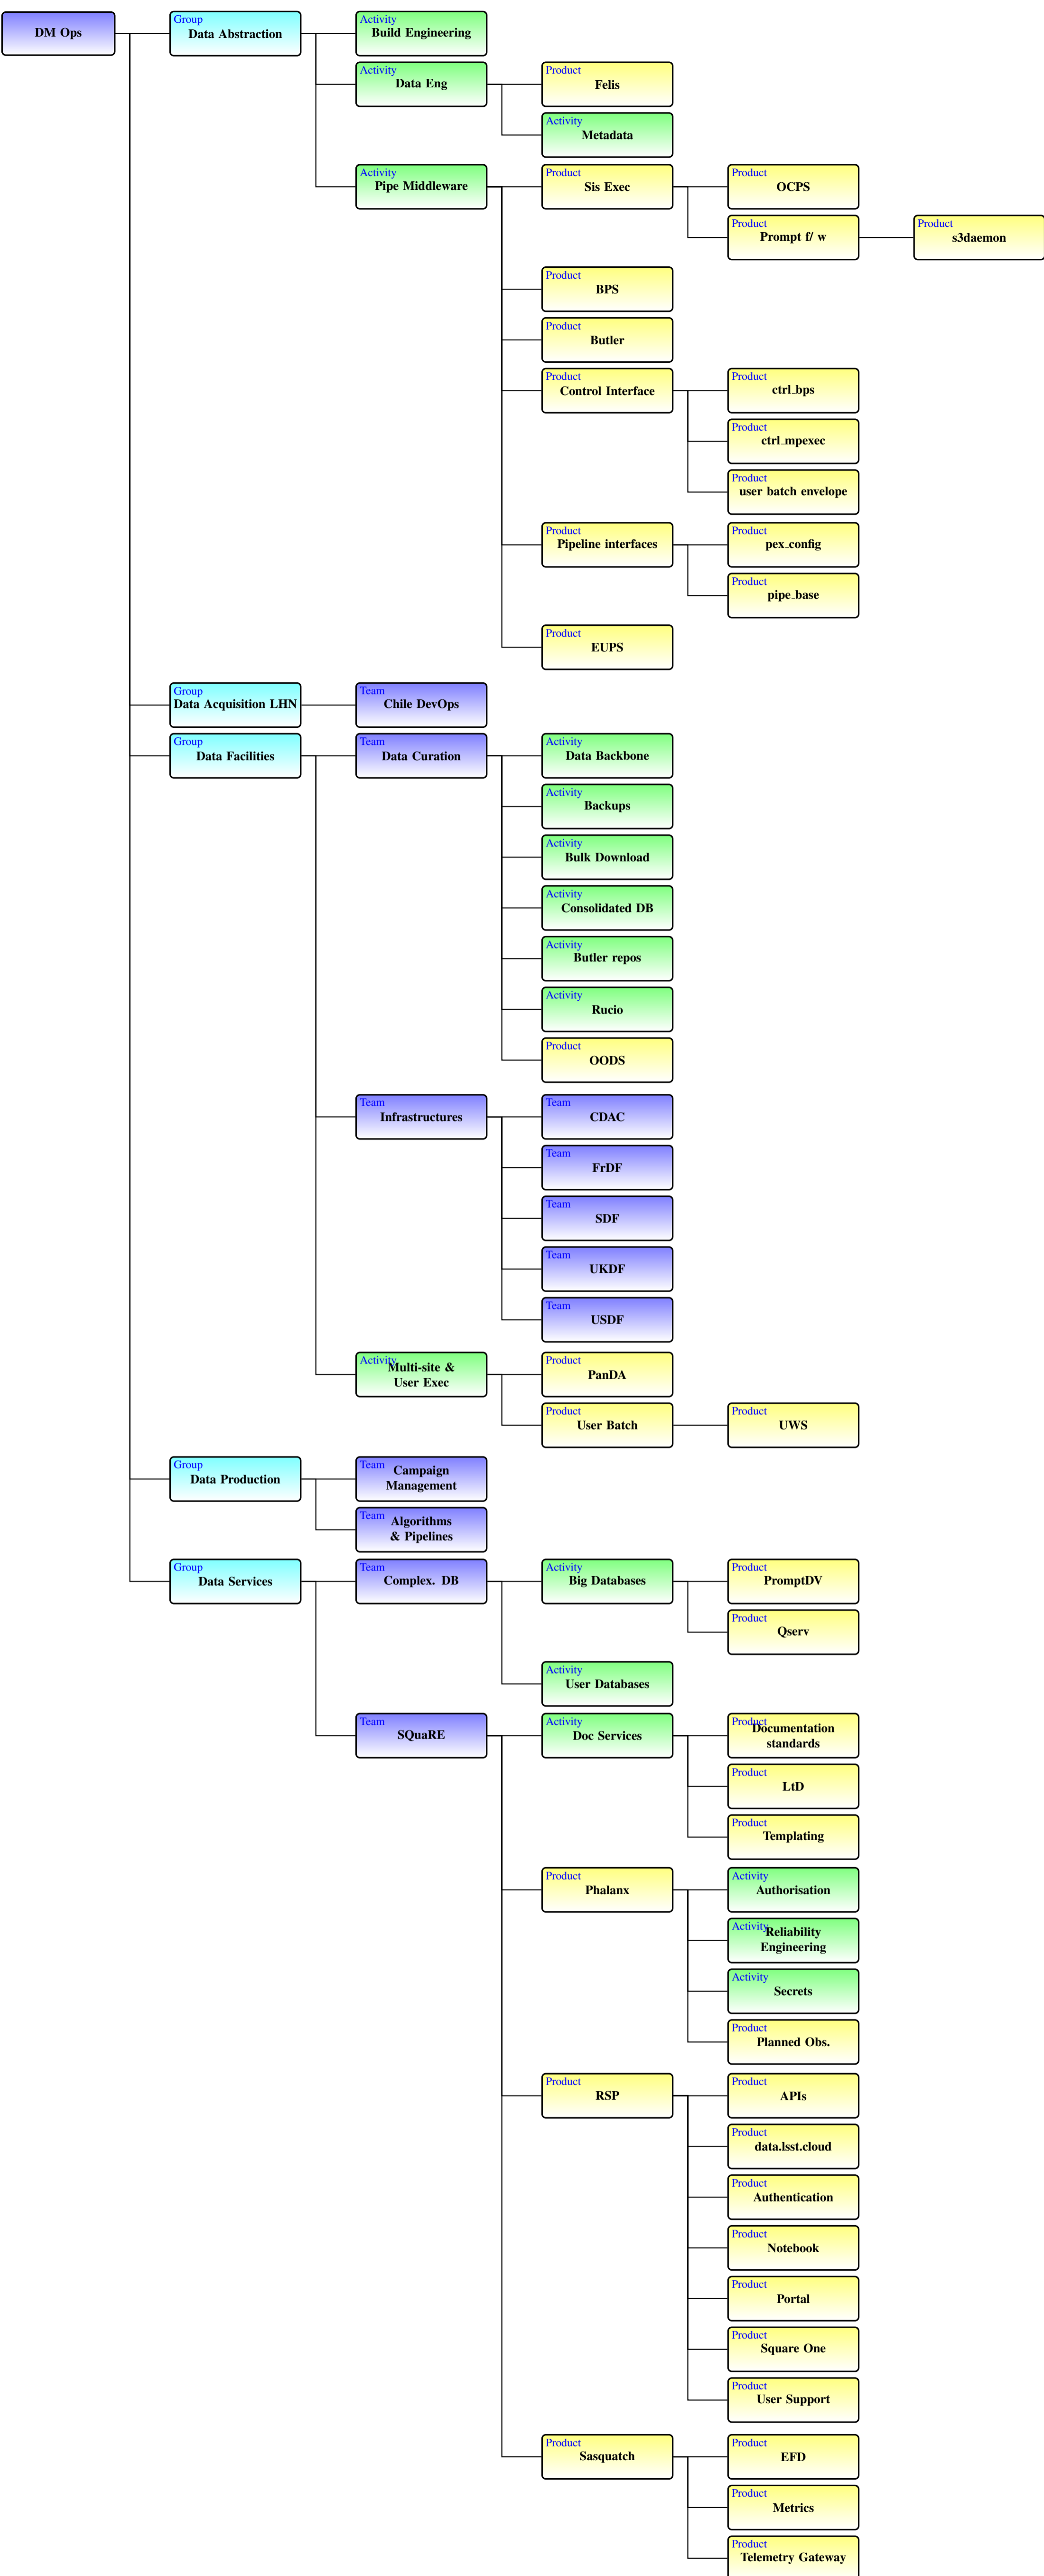 DM Ops
Group
Data Abstraction
Activity
Build Engineering
Activity
Data Eng
Product
Felis
Activity
Metadata
Activity
Pipe Middleware
Product
Sis Exec
Product
OCPS
Product
Prompt f/ w
Product
s3daemon
Product
BPS
Product
Butler
Product
Control Interface
Product
ctrl_bps
Product
ctrl_mpexec
Product
user batch envelope
Product
Pipeline interfaces
Product
pex_config
Product
pipe_base
Product
EUPS
Group
Data Acquisition LHN
Team
Chile DevOps
Group
Data Facilities
Team
Data Curation
Activity
Data Backbone
Activity
Backups
Activity
Bulk Download
Activity
Consolidated DB
Activity
Butler repos
Activity
Rucio
Product
OODS
Team
Infrastructures
Team
CDAC
Team
FrDF
Team
SDF
Team
UKDF
Team
USDF
Activity
Multi-site &
User Exec
Product
PanDA
Product
User Batch
Product
UWS
Group
Data Production
Team
Campaign
Management
Team
Algorithms
& Pipelines
Group
Data Services
Team
Complex. DB
Activity
Big Databases
Product
PromptDV
Product
Qserv
Activity
User Databases
Team
SQuaRE
Activity
Doc Services
Product
Documentation
standards
Product
LtD
Product
Templating
Product
Phalanx
Activity
Authorisation
Activity
Reliability
Engineering
Activity
Secrets
Product
Planned Obs.
Product
RSP
Product
APIs
Product
data.lsst.cloud
Product
Authentication
Product
Notebook
Product
Portal
Product
Square One
Product
User Support
Product
Sasquatch
Product
EFD
Product
Metrics
Product
Telemetry Gateway